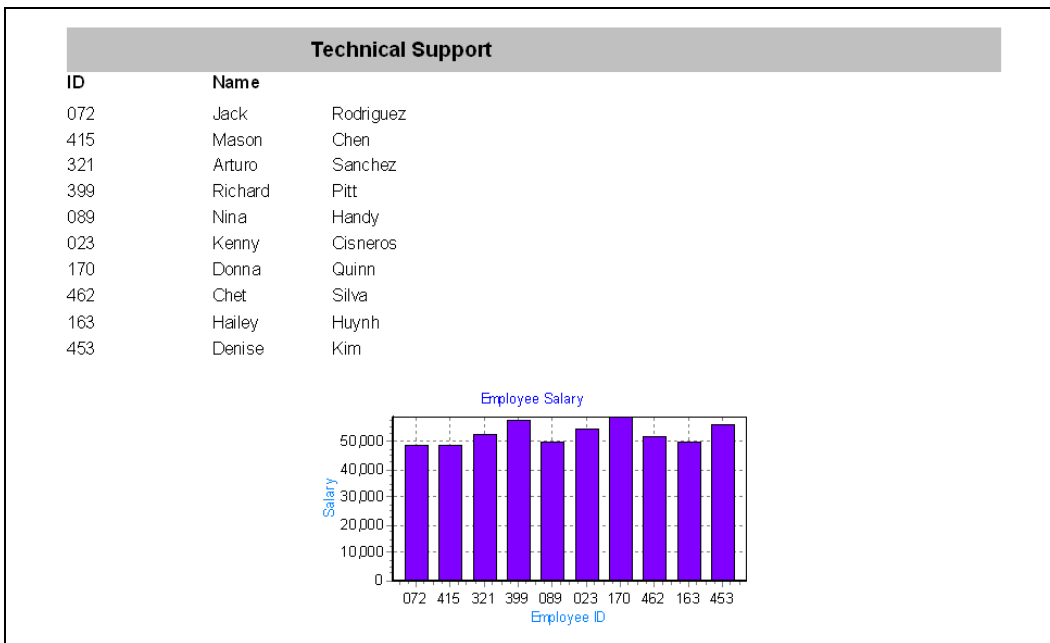 Technical Support
ID Name
072 Jack Rodriguez
415 Mason Chen
321 Arturo Sanchez
399 Richard Pitt
089 Nina Handy
023 Kenny Cisneros
170 Donna Quinn
462 Chet Silva
163 Hailey Huynh
453 Denise Kim
Employee Salary
50,000
40,000
30,000
20,000
10,000
0
Salary
072 415 321 399 089 023 170 462 163 453
Employee ID